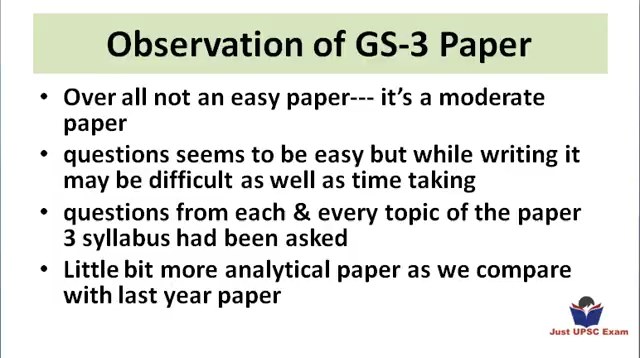 Observation of GS-3 Paper
• Over all not an easy paper--- it's a moderate
paper
• questions seems to be easy but while writing it
may be difficult as well as time taking
• questions from each & every topic of the paper
3 syllabus had been asked
• Little bit more analytical paper as we compare
with last year paper
Just UPSC Exam